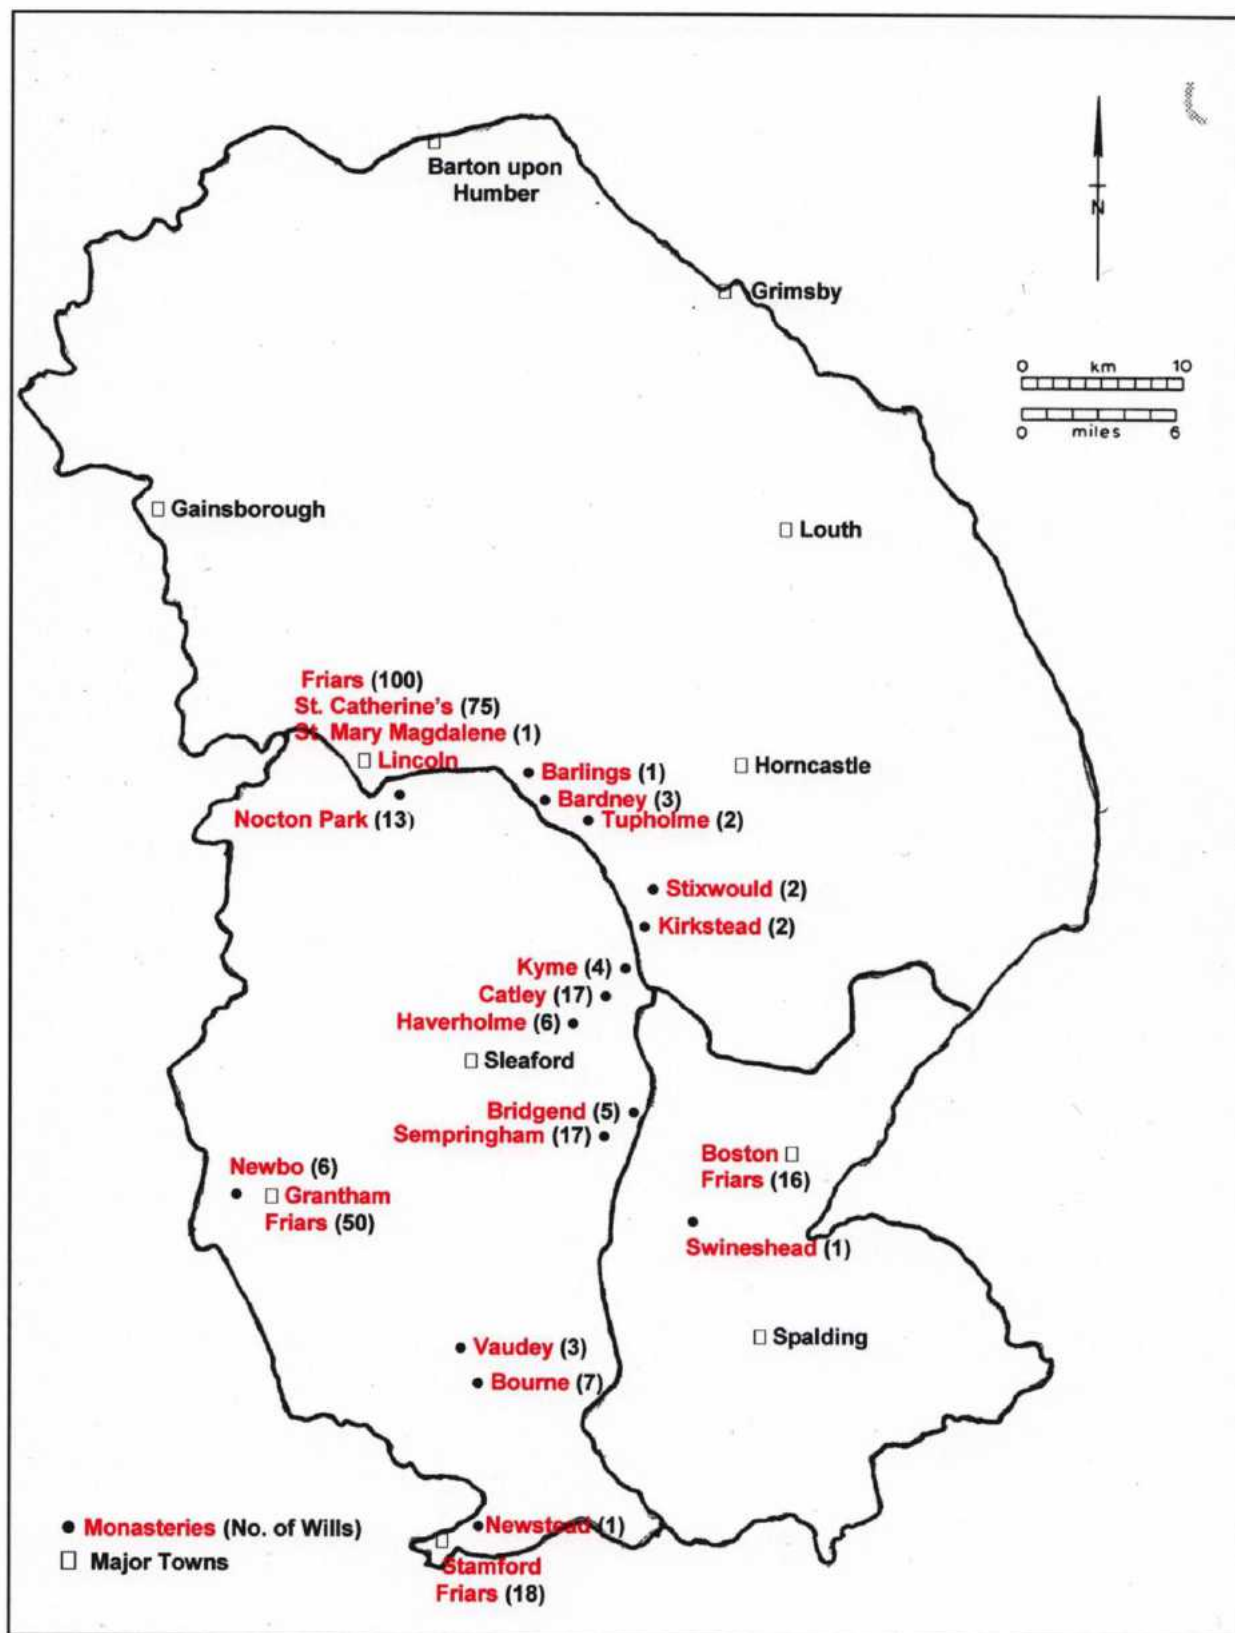 Barton upon
Humber
N
Grimsby
0 km 10
0 miles 6
Gainsborough
Louth
Friars (100)
St. Catherine's (75)
St. Mary Magdalene (1)
Lincoln
Barlings (1)
Horncastle
Bardney (3)
Nocton Park (13)
Tupholme (2)
Stixwould (2)
Kirkstead (2)
Kyme (4)
Catley (17)
Haverholme (6)
Sleaford
Bridgend (5)
Sempringham (17)
Boston
Friars (16)
Newbo (6)
Grantham
Friars (50)
Swineshead (1)
Spalding
Vaudey (3)
Bourne (7)
Newstead (1)
Stamford
Friars (18)
Monasteries (No. of Wills)
Major Towns